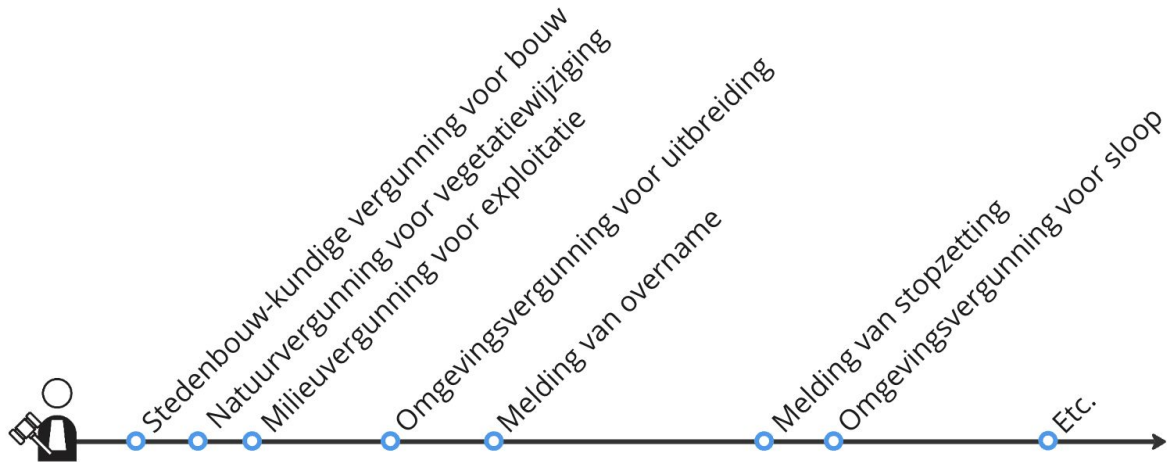 Stedenbouw-kundige vergunning voor bouw
Natuurvergunning voor vegetatiewijziging
Milieuvergunning voor exploitatie
Omgevingsvergunning voor uitbreiding
Melding van overname
Melding van stopzetting
Omgevingsvergunning voor sloop
Etc.